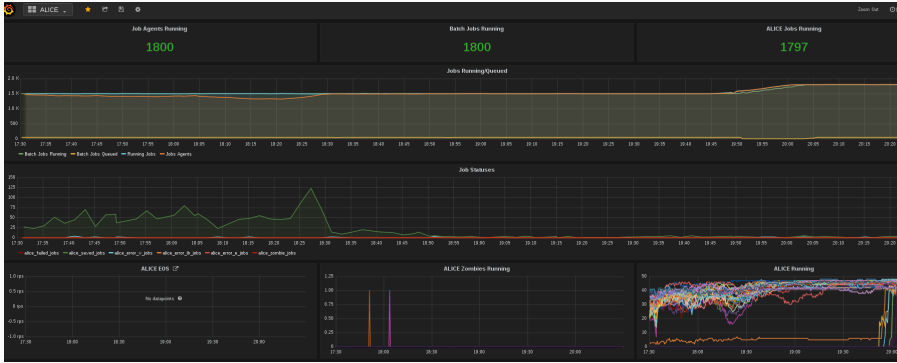 ALICE
Zoom Out
Job Agents Running
1800
Batch Jobs Running
1800
ALICE Jobs Running
1797
Jobs Running/Queued
2.0 K
1.5 K
1.0 K
500
0
17:30 17:35 17:40 17:45 17:50 17:55 18:00 18:05 18:10 18:15 18:20 18:25 18:30 18:35 18:40 18:45 18:50 18:55 19:00 19:05 19:10 19:15 19:20 19:25 19:30 19:35 19:40 19:45 19:50 19:55 20:00 20:05 20:10 20:15 20:20
Batch Jobs Running Batch Jobs Queued Running Jobs Jobs Agents
Job Statuses
150
125
100
75
50
25
0
17:30 17:35 17:40 17:45 17:50 17:55 18:00 18:05 18:10 18:15 18:20 18:25 18:30 18:35 18:40 18:45 18:50 18:55 19:00 19:05 19:10 19:15 19:20 19:25 19:30 19:35 19:40 19:45 19:50 19:55 20:00 20:05 20:10 20:15 20:20
alice_failed_jobs alice_saved_jobs alice_error_v_jobs alice_error_ib_jobs alice_error_e_jobs alice_zombie_jobs
ALICE EOS
1.0 rps
0.5 rps
0 rps
-0.5 rps
-1.0 rps
No datapoints
17:30 18:00 18:30 19:00 19:30 20:00
ALICE Zombies Running
1.25
1.00
0.75
0.50
0.25
0
17:30 18:00 18:30 19:00 19:30 20:00
ALICE Running
50
40
30
20
10
0
17:30 18:00 18:30 19:00 19:30 20:00